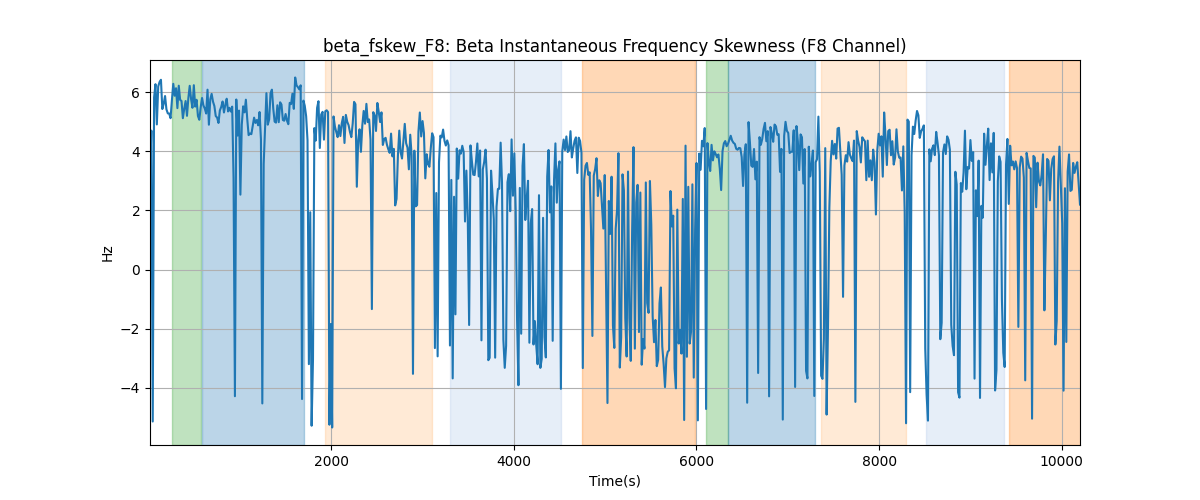 beta_fskew_F8: Beta Instantaneous Frequency Skewness (F8 Channel)
6
4
2
0
−2
−4
Hz
2000 4000 6000 8000 10000
Time(s)